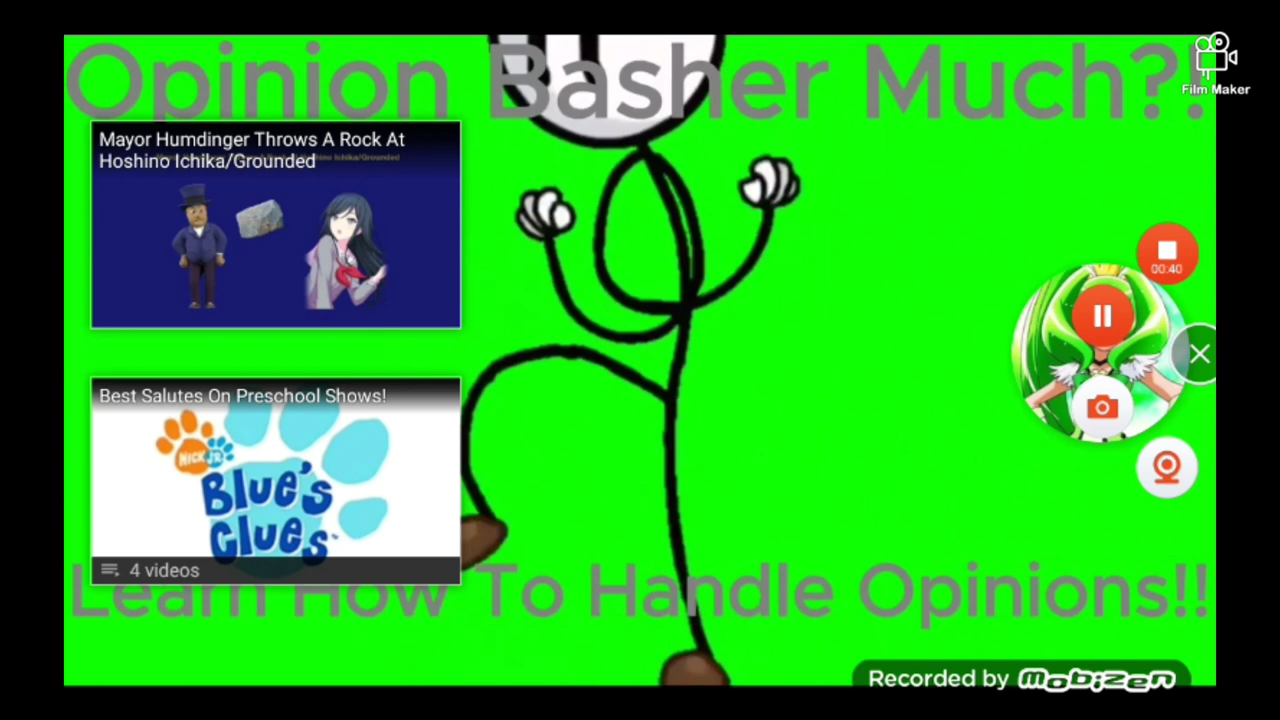 Opinion Basher Much?!
Film Maker
Mayor Humdinger Throws A Rock At
Hoshino Ichika/Grounded
00:40
Best Salutes On Preschool Shows!
NICK JR
BLUE'S
CLUES
4 videos
Learn How To Handle Opinions!!
Recorded by mobizen